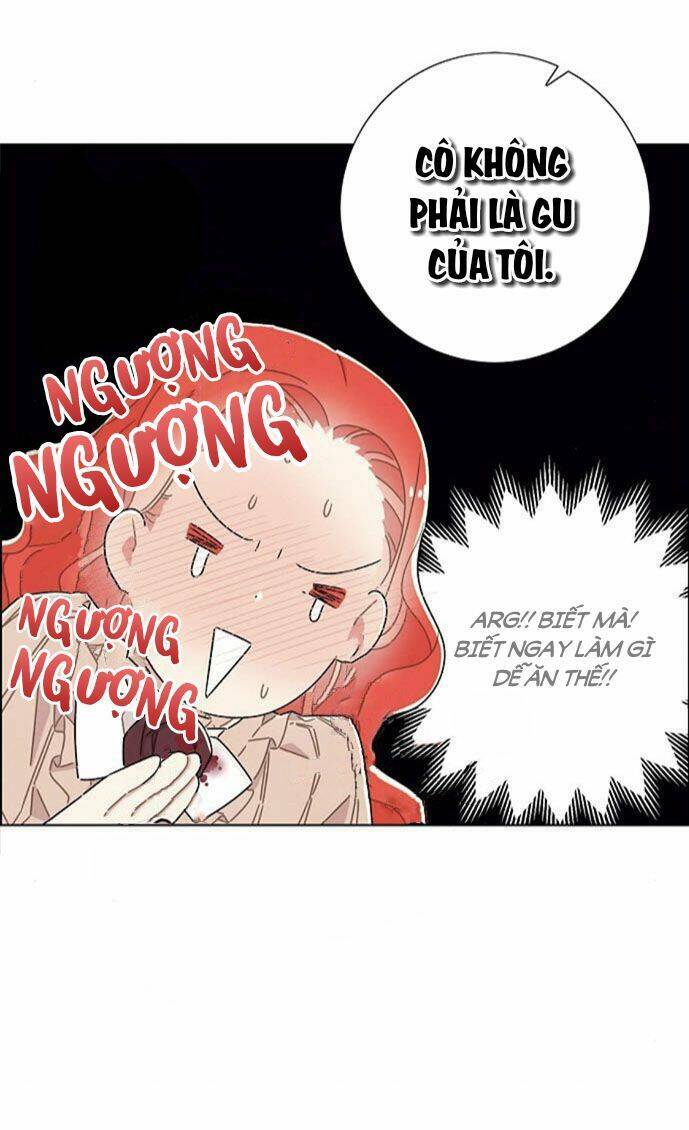 CÔ KHÔNG
PHẢI LÀ GU
CỦA TÔI.
NGƯỢNG
NGƯỢNG
ARG!! BIẾT MÀ!
BIẾT NGAY LÀM GÌ
DỄ ĂN THẾ!!
NGƯỢNG
NGƯỢNG